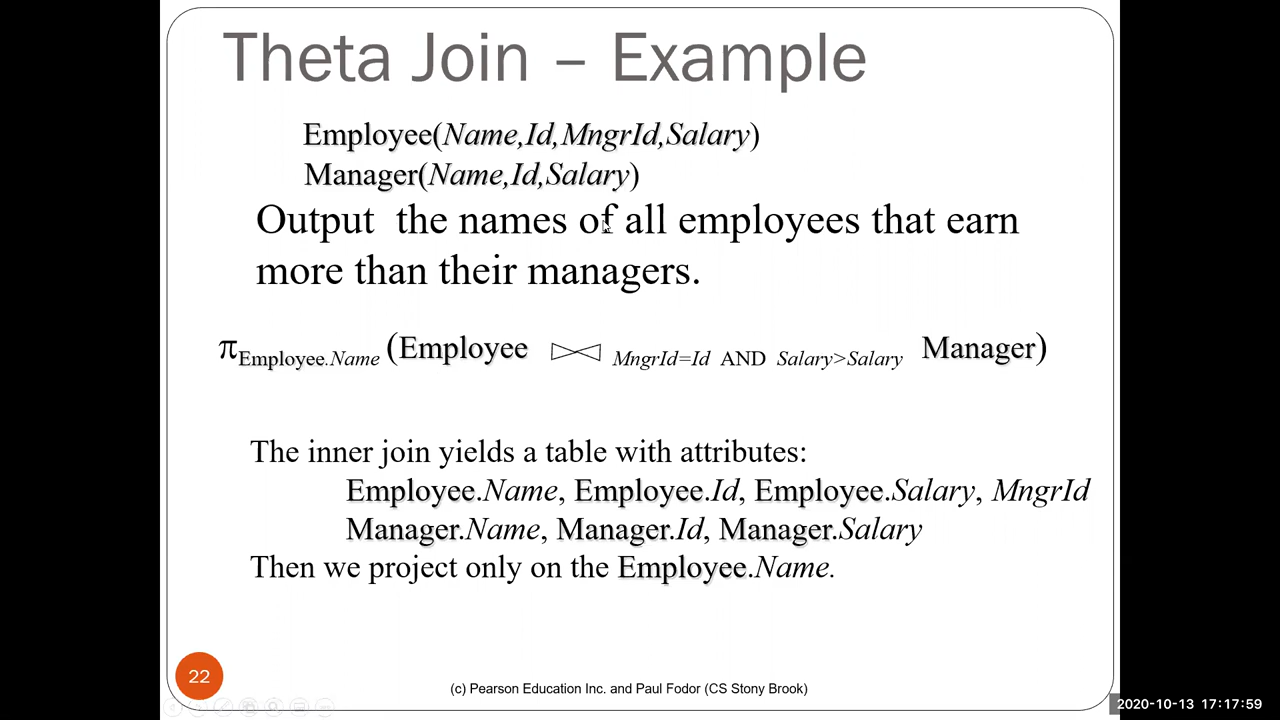 Theta Join – Example
Employee(Name,Id,MngrId,Salary)
Manager(Name,Id,Salary)
Output the names of all employees that earn
more than their managers.
π Employee.Name (Employee ⋈ MngrId=Id AND Salary>Salary Manager)
The inner join yields a table with attributes:
Employee.Name, Employee.Id, Employee.Salary, MngrId
Manager.Name, Manager.Id, Manager.Salary
Then we project only on the Employee.Name.
22
(c) Pearson Education Inc. and Paul Fodor (CS Stony Brook)
2020-10-13 17:17:59